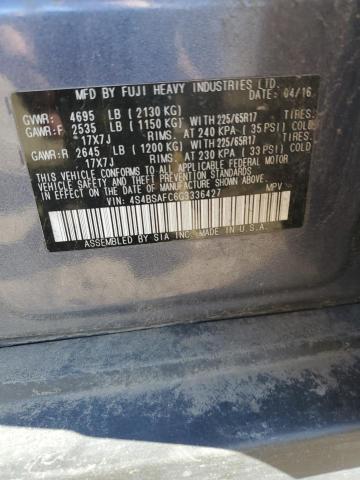 MFD BY FUJI HEAVY INDUSTRIES LTD.
DATE: 04/16
GVWR: 4695 LB (2130 KG)
GAWR:F 2535 LB (1150 KG) WITH 225/65R17 TIRES.
17X7J RIMS. AT 240 KPA (35 PSI) COLD
GAWR:R 2645 LB (1200 KG) WITH 225/65R17 TIRES.
17X7J RIMS. AT 230 KPA (33 PSI) COLD
THIS VEHICLE CONFORMS TO ALL APPLICABLE FEDERAL MOTOR
VEHICLE SAFETY, BUMPER, AND THEFT PREVENTION
STANDARDS IN EFFECT ON THE DATE OF
MANUFACTURE SHOWN ABOVE.
VIN: 4S4BSAFC6G3336427 MPV
ASSEMBLED BY SIA INC. MADE IN U.S.A.